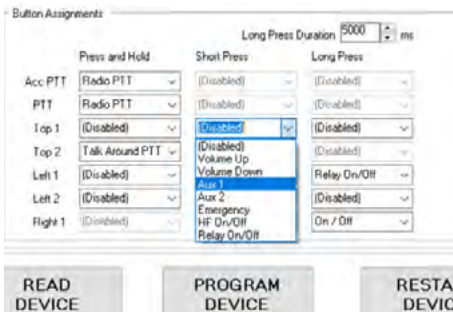 Button Assignments
Long Press Duration 5000 ms
Press and Hold Short Press Long Press
Acc PTT Radio PTT (Disabled) (Disabled)
PTT Radio PTT (Disabled) (Disabled)
Top 1 (Disabled) (Disabled) (Disabled)
Top 2 Talk Around PTT (Disabled) (Disabled)
Volume Up
Left 1 (Disabled) Volume Down Relay On/Off
Aux 1
Left 2 (Disabled) Aux 2 (Disabled)
Emergency
Right 1 (Disabled) HF On/Off On / Off
Relay On/Off
READ PROGRAM RESTA
DEVICE DEVICE DEVIC